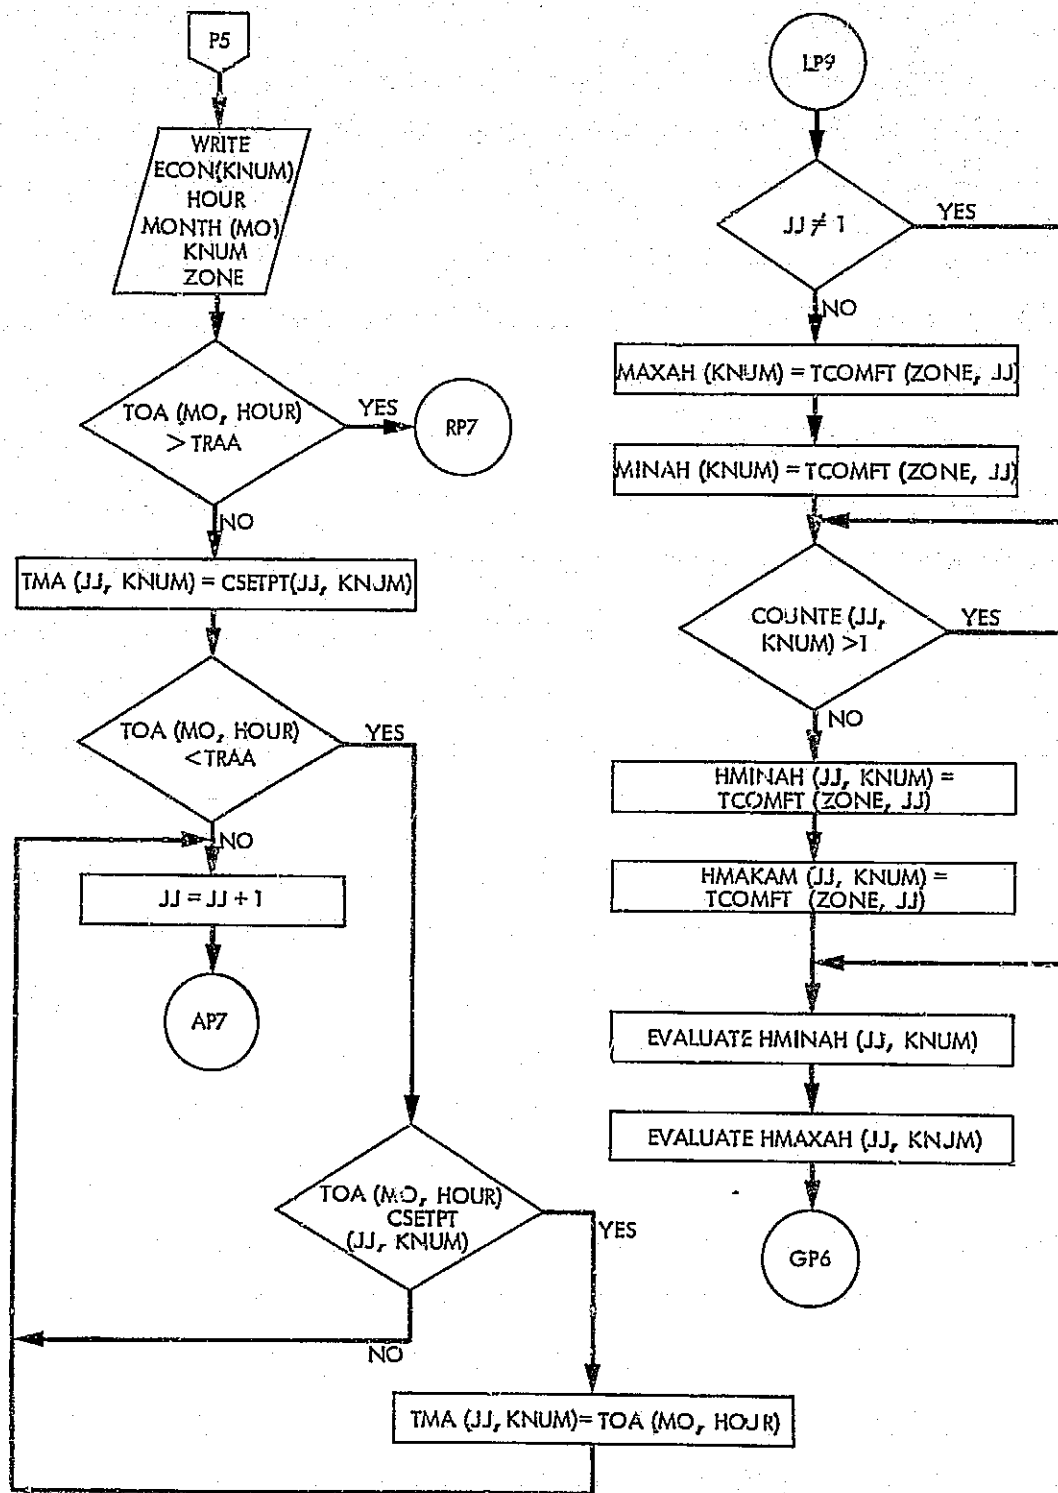 P5
WRITE
ECON(KNUM)
HOUR
MONTH (MO)
KNUM
ZONE
TOA (MO, HOUR)
> TRAA
YES
RP7
NO
TMA (JJ, KNUM) = CSETPT(JJ, KNUM)
TOA (MO, HOUR)
<TRAA
YES
NO
JJ = JJ + 1
AP7
TOA (MO, HOUR)
CSETPT
(JJ, KNUM)
YES
NO
TMA (JJ, KNUM)= TOA (MO, HOUR)
LP9
JJ ≠ 1
YES
NO
MAXAH (KNUM) = TCOMFT (ZONE, JJ)
MINAH (KNUM) = TCOMFT (ZONE, JJ)
COUNTE (JJ,
KNUM) >1
YES
NO
HMINAH (JJ, KNUM) =
TCOMFT (ZONE, JJ)
HMAKAM (JJ, KNUM) =
TCOMFT (ZONE, JJ)
EVALUATE HMINAH (JJ, KNUM)
EVALUATE HMAXAH (JJ, KNUM)
GP6